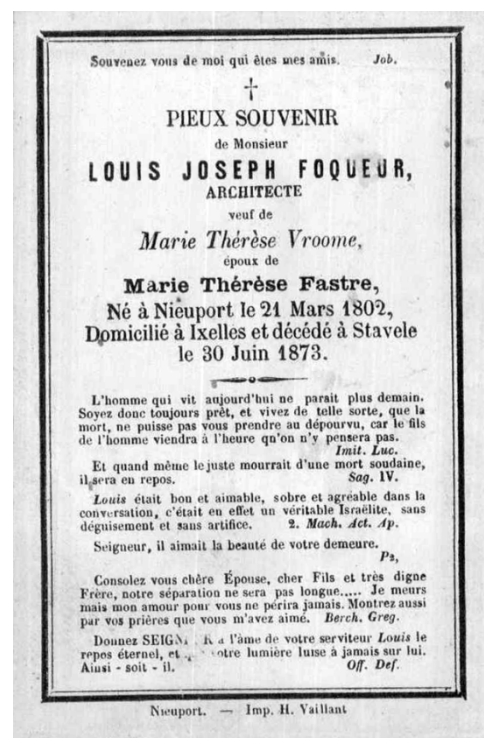 Souvenez vous de moi qui êtes mes amis. Job.
PIEUX SOUVENIR
de Monsieur
LOUIS JOSEPH FOQUEUR,
ARCHITECTE
veuf de
Marie Thérèse Vroome,
époux de
Marie Thérèse Fastre,
Né à Nieuport le 21 Mars 1802,
Domicilié à Ixelles et décédé à Stavele
le 30 Juin 1873.
L'homme qui vit aujourd'hui ne parait plus demain.
Soyez donc toujours prêt, et vivez de telle sorte, que la
mort, ne puisse pas vous prendre au dépourvu, car le fils
de l'homme viendra à l'heure qu'on n'y pensera pas.
Imit. Luc.
Et quand même le juste mourrait d'une mort soudaine,
il sera en repos. Sag. IV.
Louis était bon et aimable, sobre et agréable dans la
conversation, c'était en effet un véritable Israëlite, sans
déguisement et sans artifice. 2. Mach. Act. Ap.
Seigneur, il aimait la beauté de votre demeure.
Ps,
Consolez vous chère Épouse, cher Fils et très digne
Frère, notre séparation ne sera pas longue..... Je meurs
mais mon amour pour vous ne périra jamais. Montrez aussi
par vos prières que vous m'avez aimé. Berch. Greg.
Donnez à l'âme de votre serviteur Louis le
repos éternel, et lumière luise à jamais sur lui.
Ainsi - soit - il. Off. Def.
Nieuport. — Imp. H. Vaillant